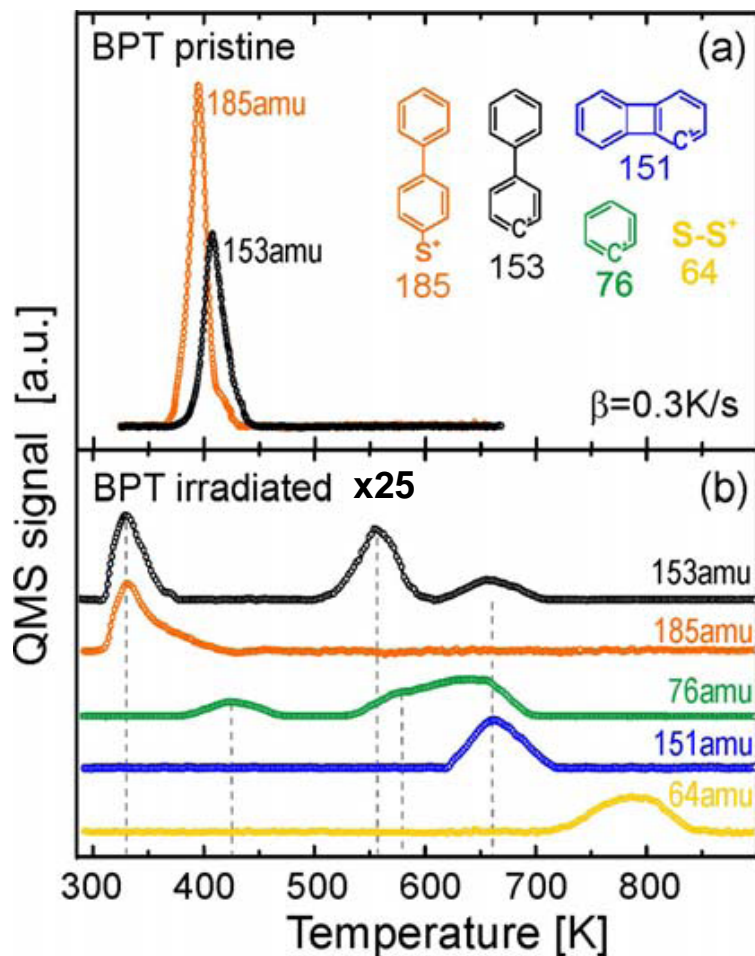 BPT pristine (a)
185amu
153amu
S⁺
185
C⁺
153
C⁺
151
C⁺
76
S-S⁺
64
β=0.3K/s
QMS signal [a.u.]
BPT irradiated x25 (b)
153amu
185amu
76amu
151amu
64amu
300 400 500 600 700 800
Temperature [K]